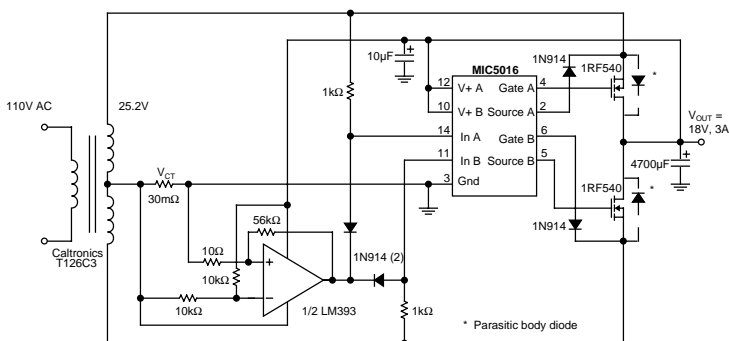 110V AC
25.2V
Caltronics
T126C3
V_CT
30mΩ
1kΩ
10µF
+
MIC5016
12 V+ A Gate A 4
10 V+ B Source A 2
14 In A Gate B 6
11 In B Source B 5
3 Gnd
1N914
1RF540
*
V_OUT =
18V, 3A
+
4700µF
1RF540
*
1N914
56kΩ
10Ω
10kΩ
+
−
10kΩ
1/2 LM393
1N914 (2)
1kΩ
* Parasitic body diode